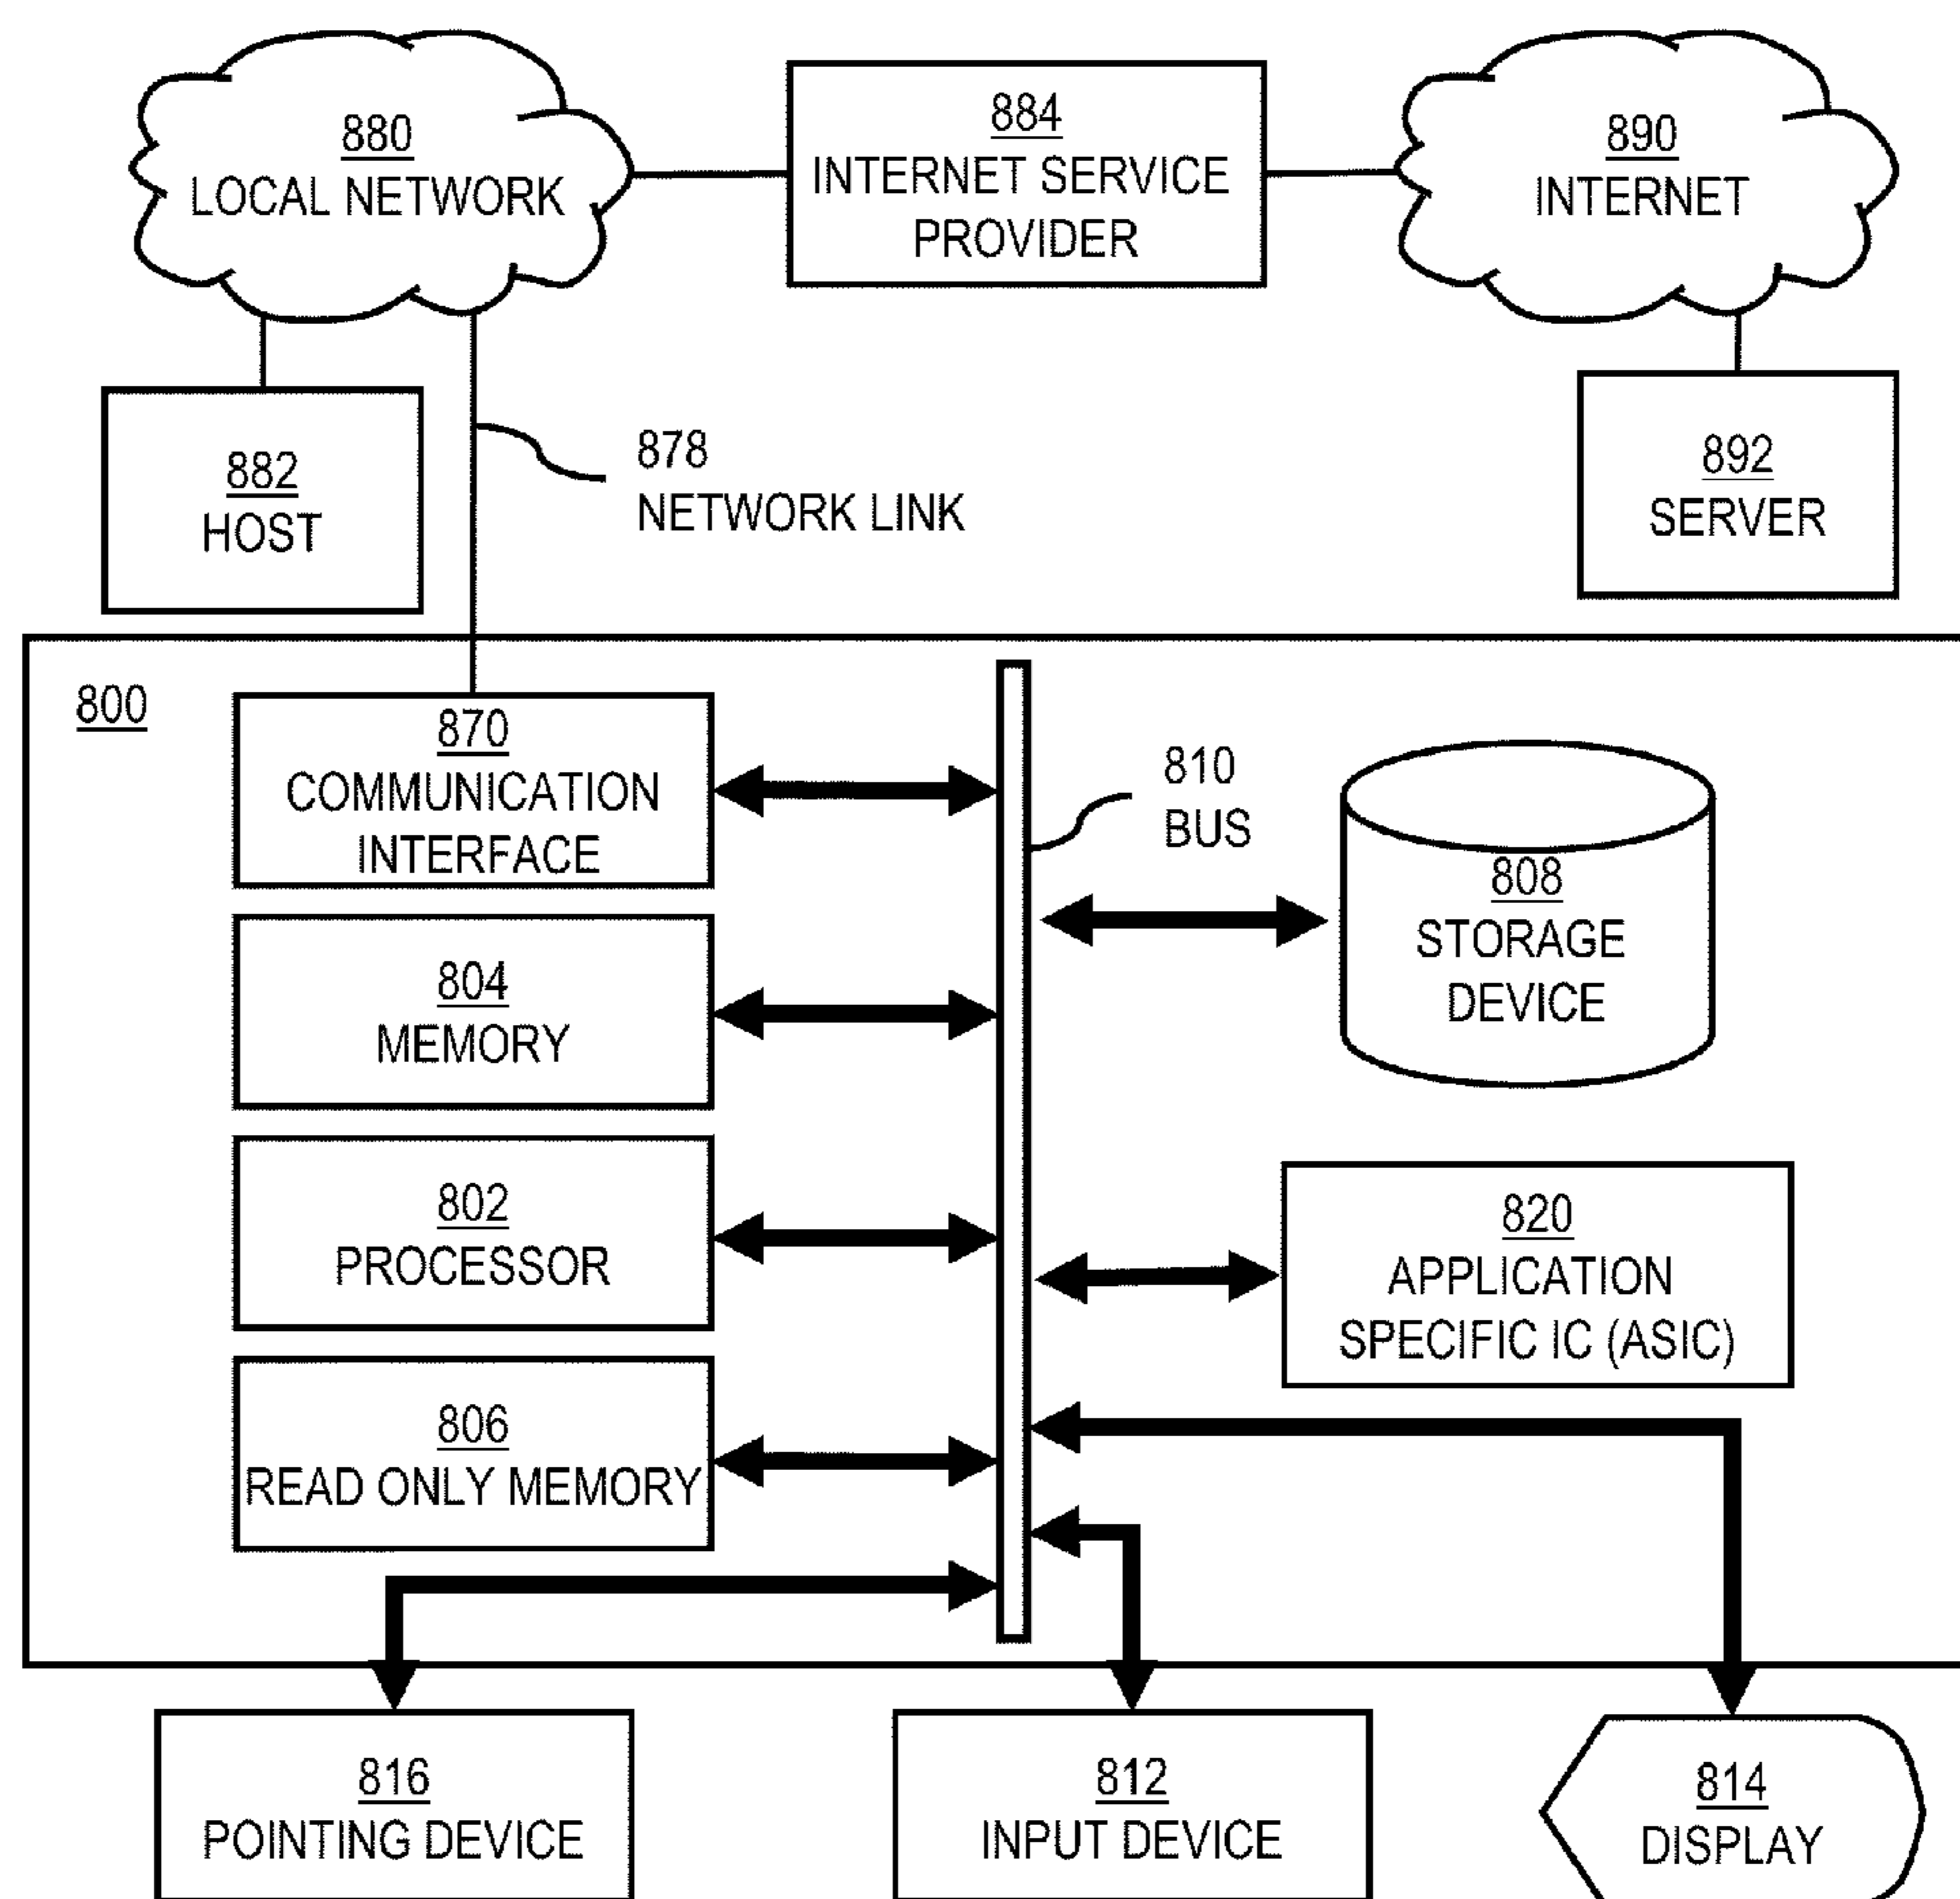 880
LOCAL NETWORK
884
INTERNET SERVICE
PROVIDER
890
INTERNET
882
HOST
878
NETWORK LINK
892
SERVER
800
870
COMMUNICATION
INTERFACE
810
BUS
808
STORAGE
DEVICE
804
MEMORY
802
PROCESSOR
820
APPLICATION
SPECIFIC IC (ASIC)
806
READ ONLY MEMORY
816
POINTING DEVICE
812
INPUT DEVICE
814
DISPLAY